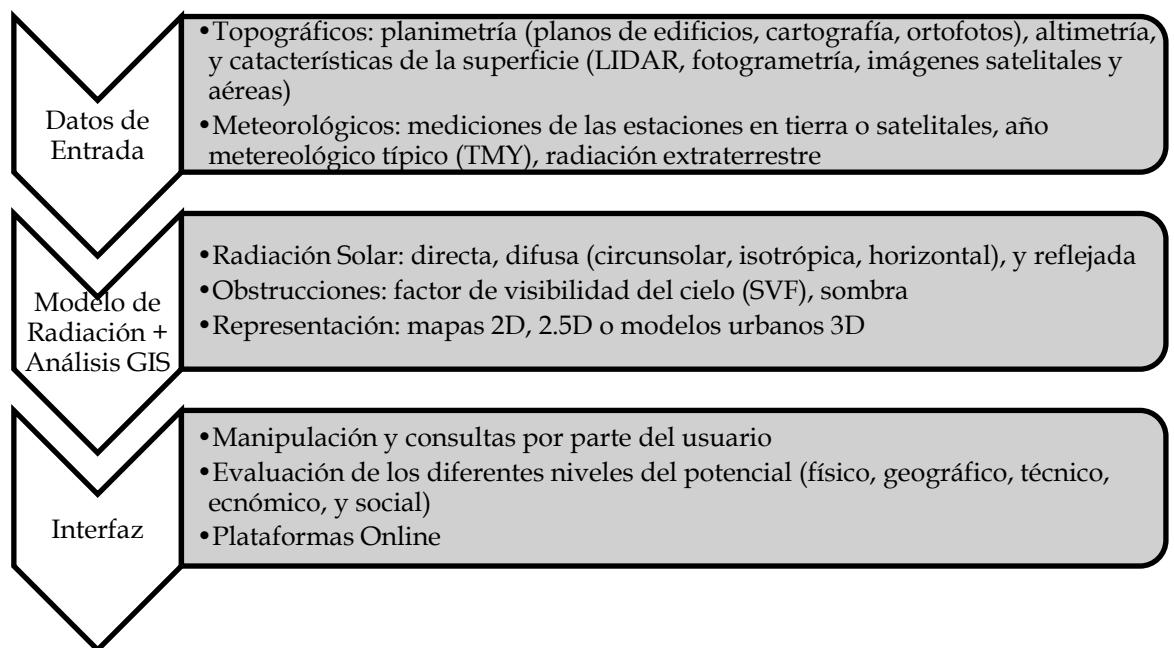 Datos de
Entrada
•Topográficos: planimetría (planos de edificios, cartografía, ortofotos), altimetría,
y catacterísticas de la superficie (LIDAR, fotogrametría, imágenes satelitales y
aéreas)
•Meteorológicos: mediciones de las estaciones en tierra o satelitales, año
metereológico típico (TMY), radiación extraterrestre
Modelo de
Radiación +
Análisis GIS
•Radiación Solar: directa, difusa (circunsolar, isotrópica, horizontal), y reflejada
•Obstrucciones: factor de visibilidad del cielo (SVF), sombra
•Representación: mapas 2D, 2.5D o modelos urbanos 3D
Interfaz
•Manipulación y consultas por parte del usuario
•Evaluación de los diferentes niveles del potencial (físico, geográfico, técnico,
ecnómico, y social)
•Plataformas Online